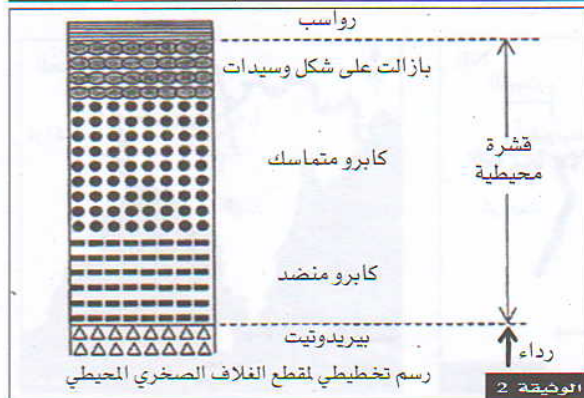 رواسب
بازالت على شكل وسيدات
قشرة
محيطية
كابرو متماسك
كابرو منضد
بيريدوتيت
رداء
رسم تخطيطي لمقطع الغلاف الصخري المحيطي
الوثيقة 2